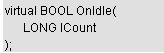 virtual BOOL OnIdle(
LONG lCount
);